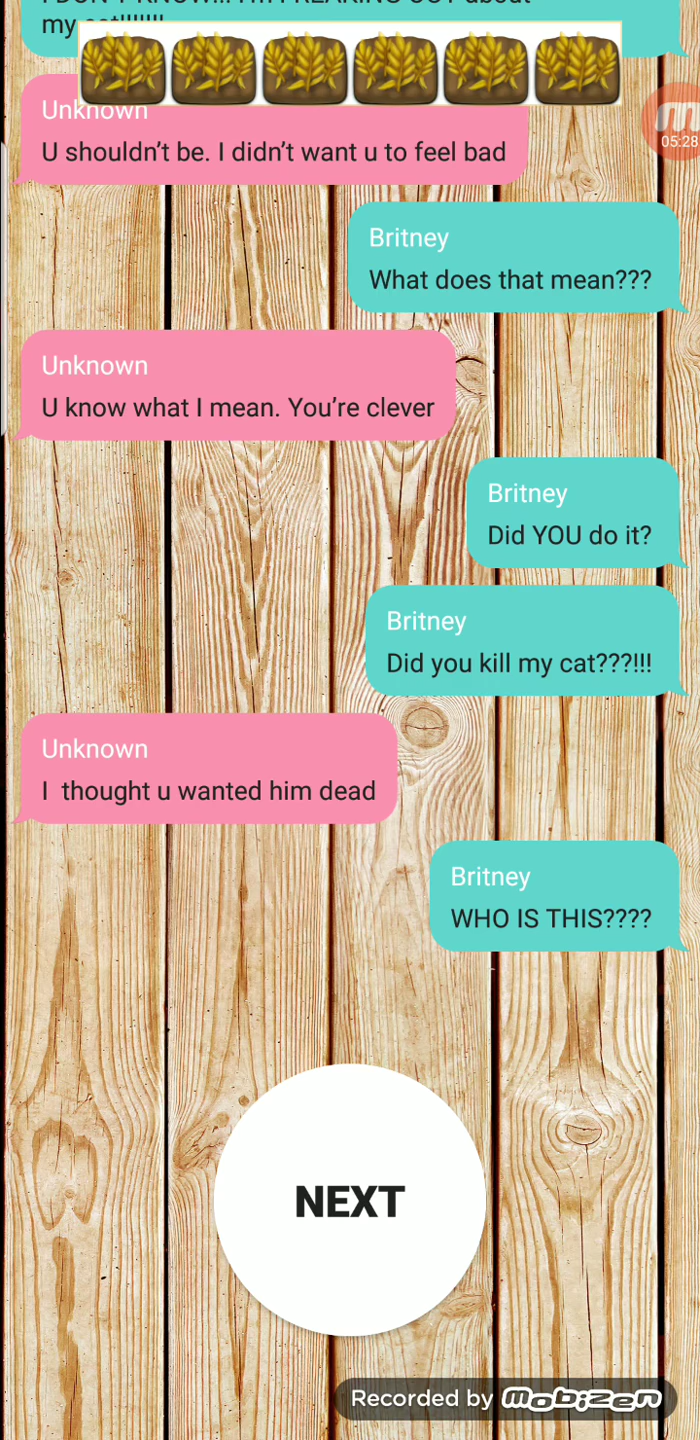 my cat!!!!!!!!
Unknown
U shouldn't be. I didn't want u to feel bad
05:28
Britney
What does that mean???
Unknown
U know what I mean. You're clever
Britney
Did YOU do it?
Britney
Did you kill my cat???!!!
Unknown
I  thought u wanted him dead
Britney
WHO IS THIS????
NEXT
Recorded by mobizen